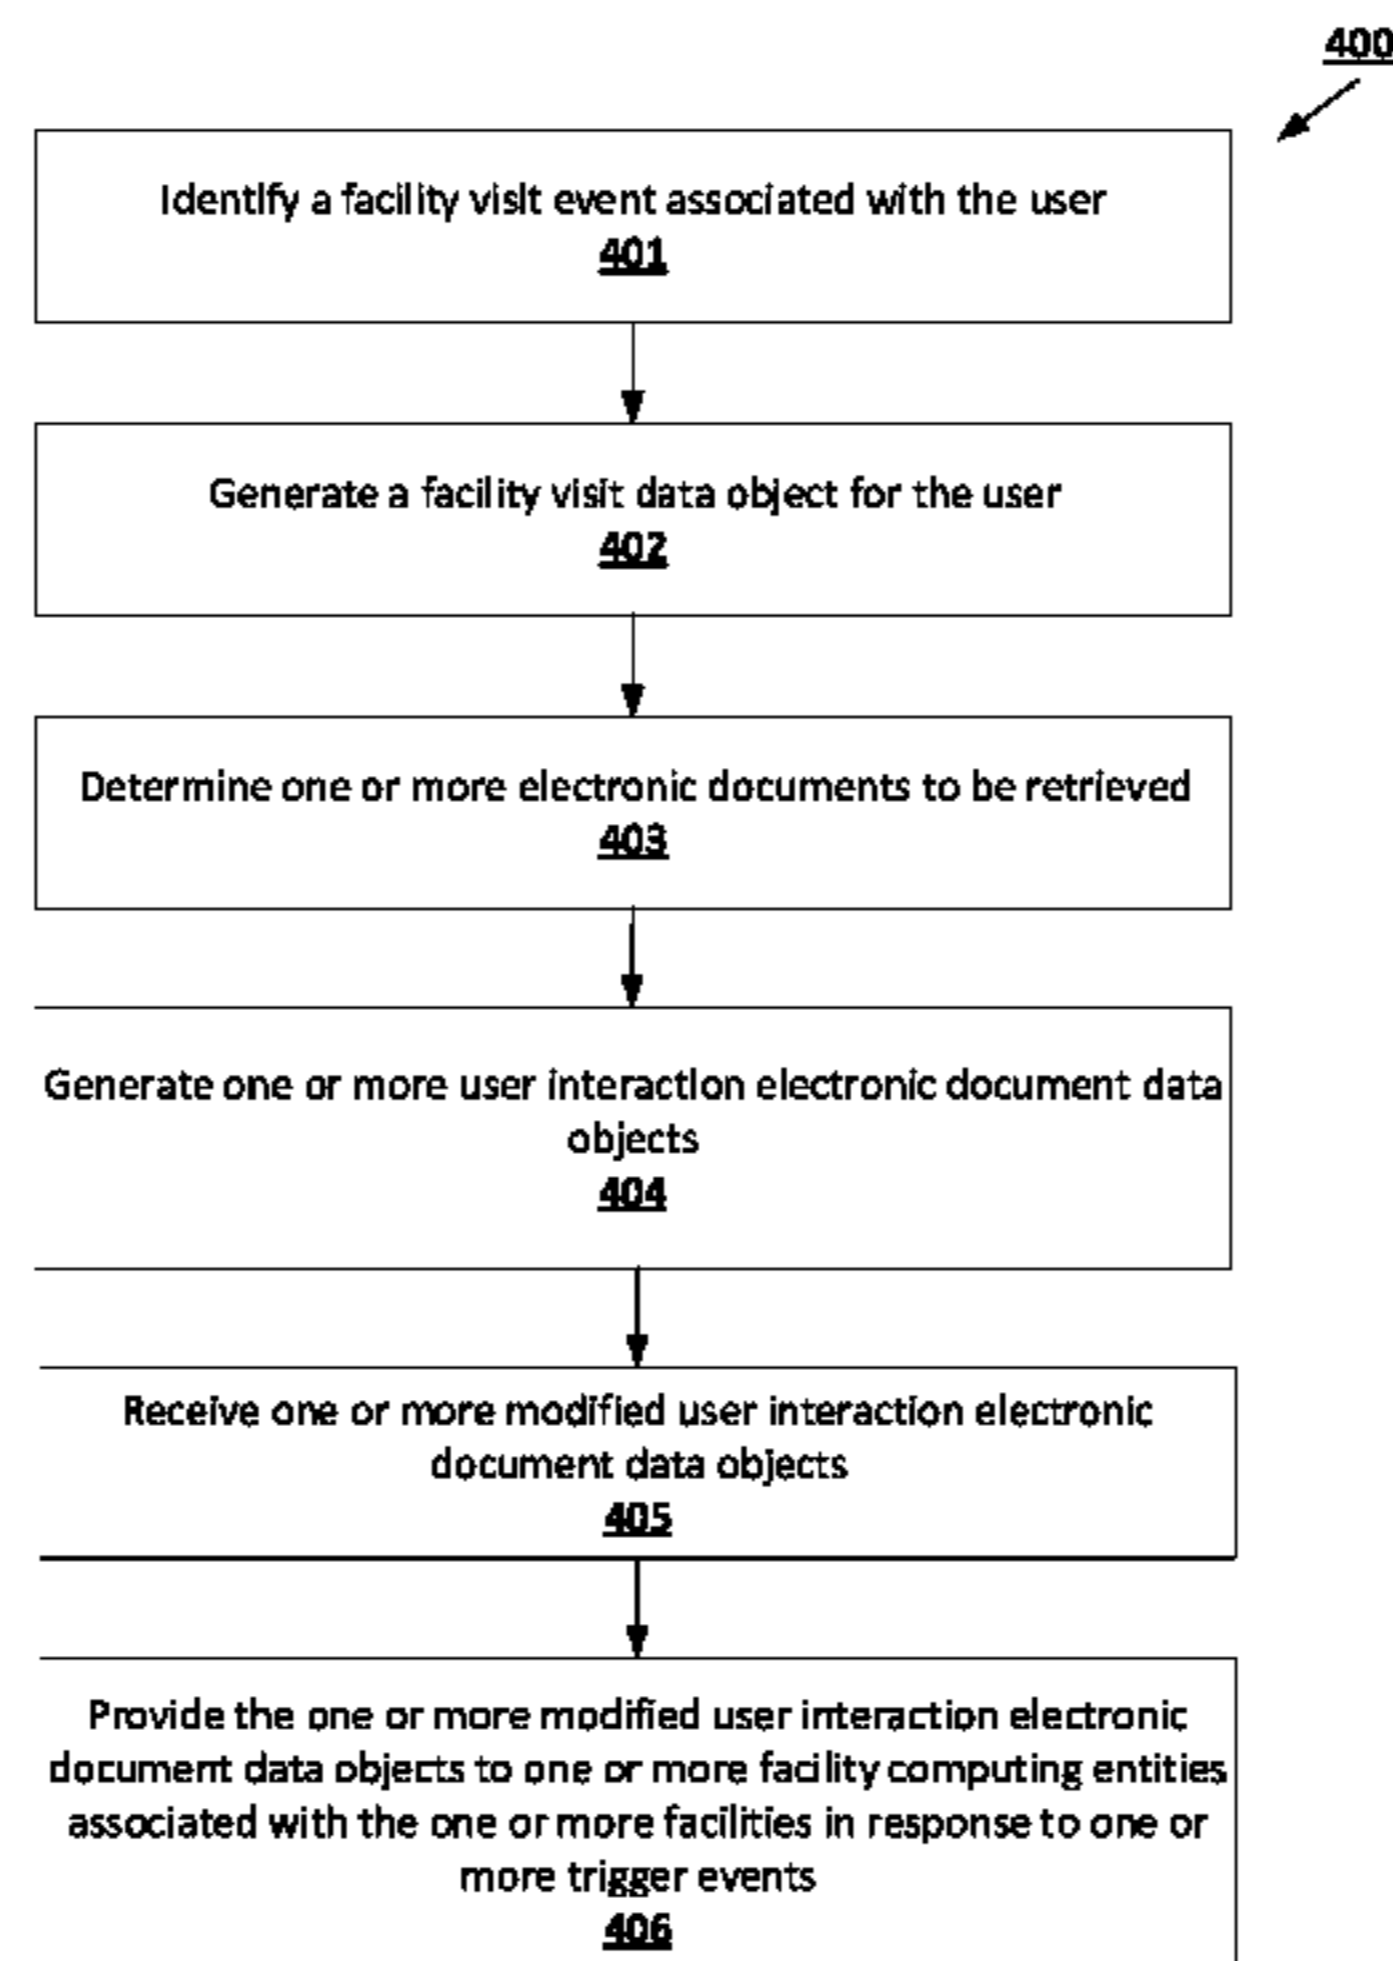 400
Identify a facility visit event associated with the user
401
Generate a facility visit data object for the user
402
Determine one or more electronic documents to be retrieved
403
Generate one or more user interaction electronic document data
objects
404
Receive one or more modified user interaction electronic
document data objects
405
Provide the one or more modified user interaction electronic
document data objects to one or more facility computing entities
associated with the one or more facilities in response to one or
more trigger events
406